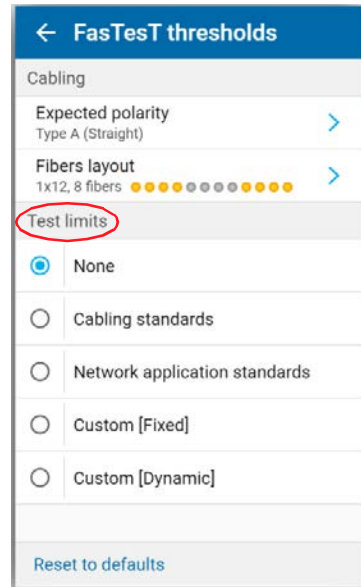 FasTesT thresholds
Cabling
Expected polarity
Type A (Straight)
Fibers layout
1x12, 8 fibers
Test limits
None
Cabling standards
Network application standards
Custom [Fixed]
Custom [Dynamic]
Reset to defaults